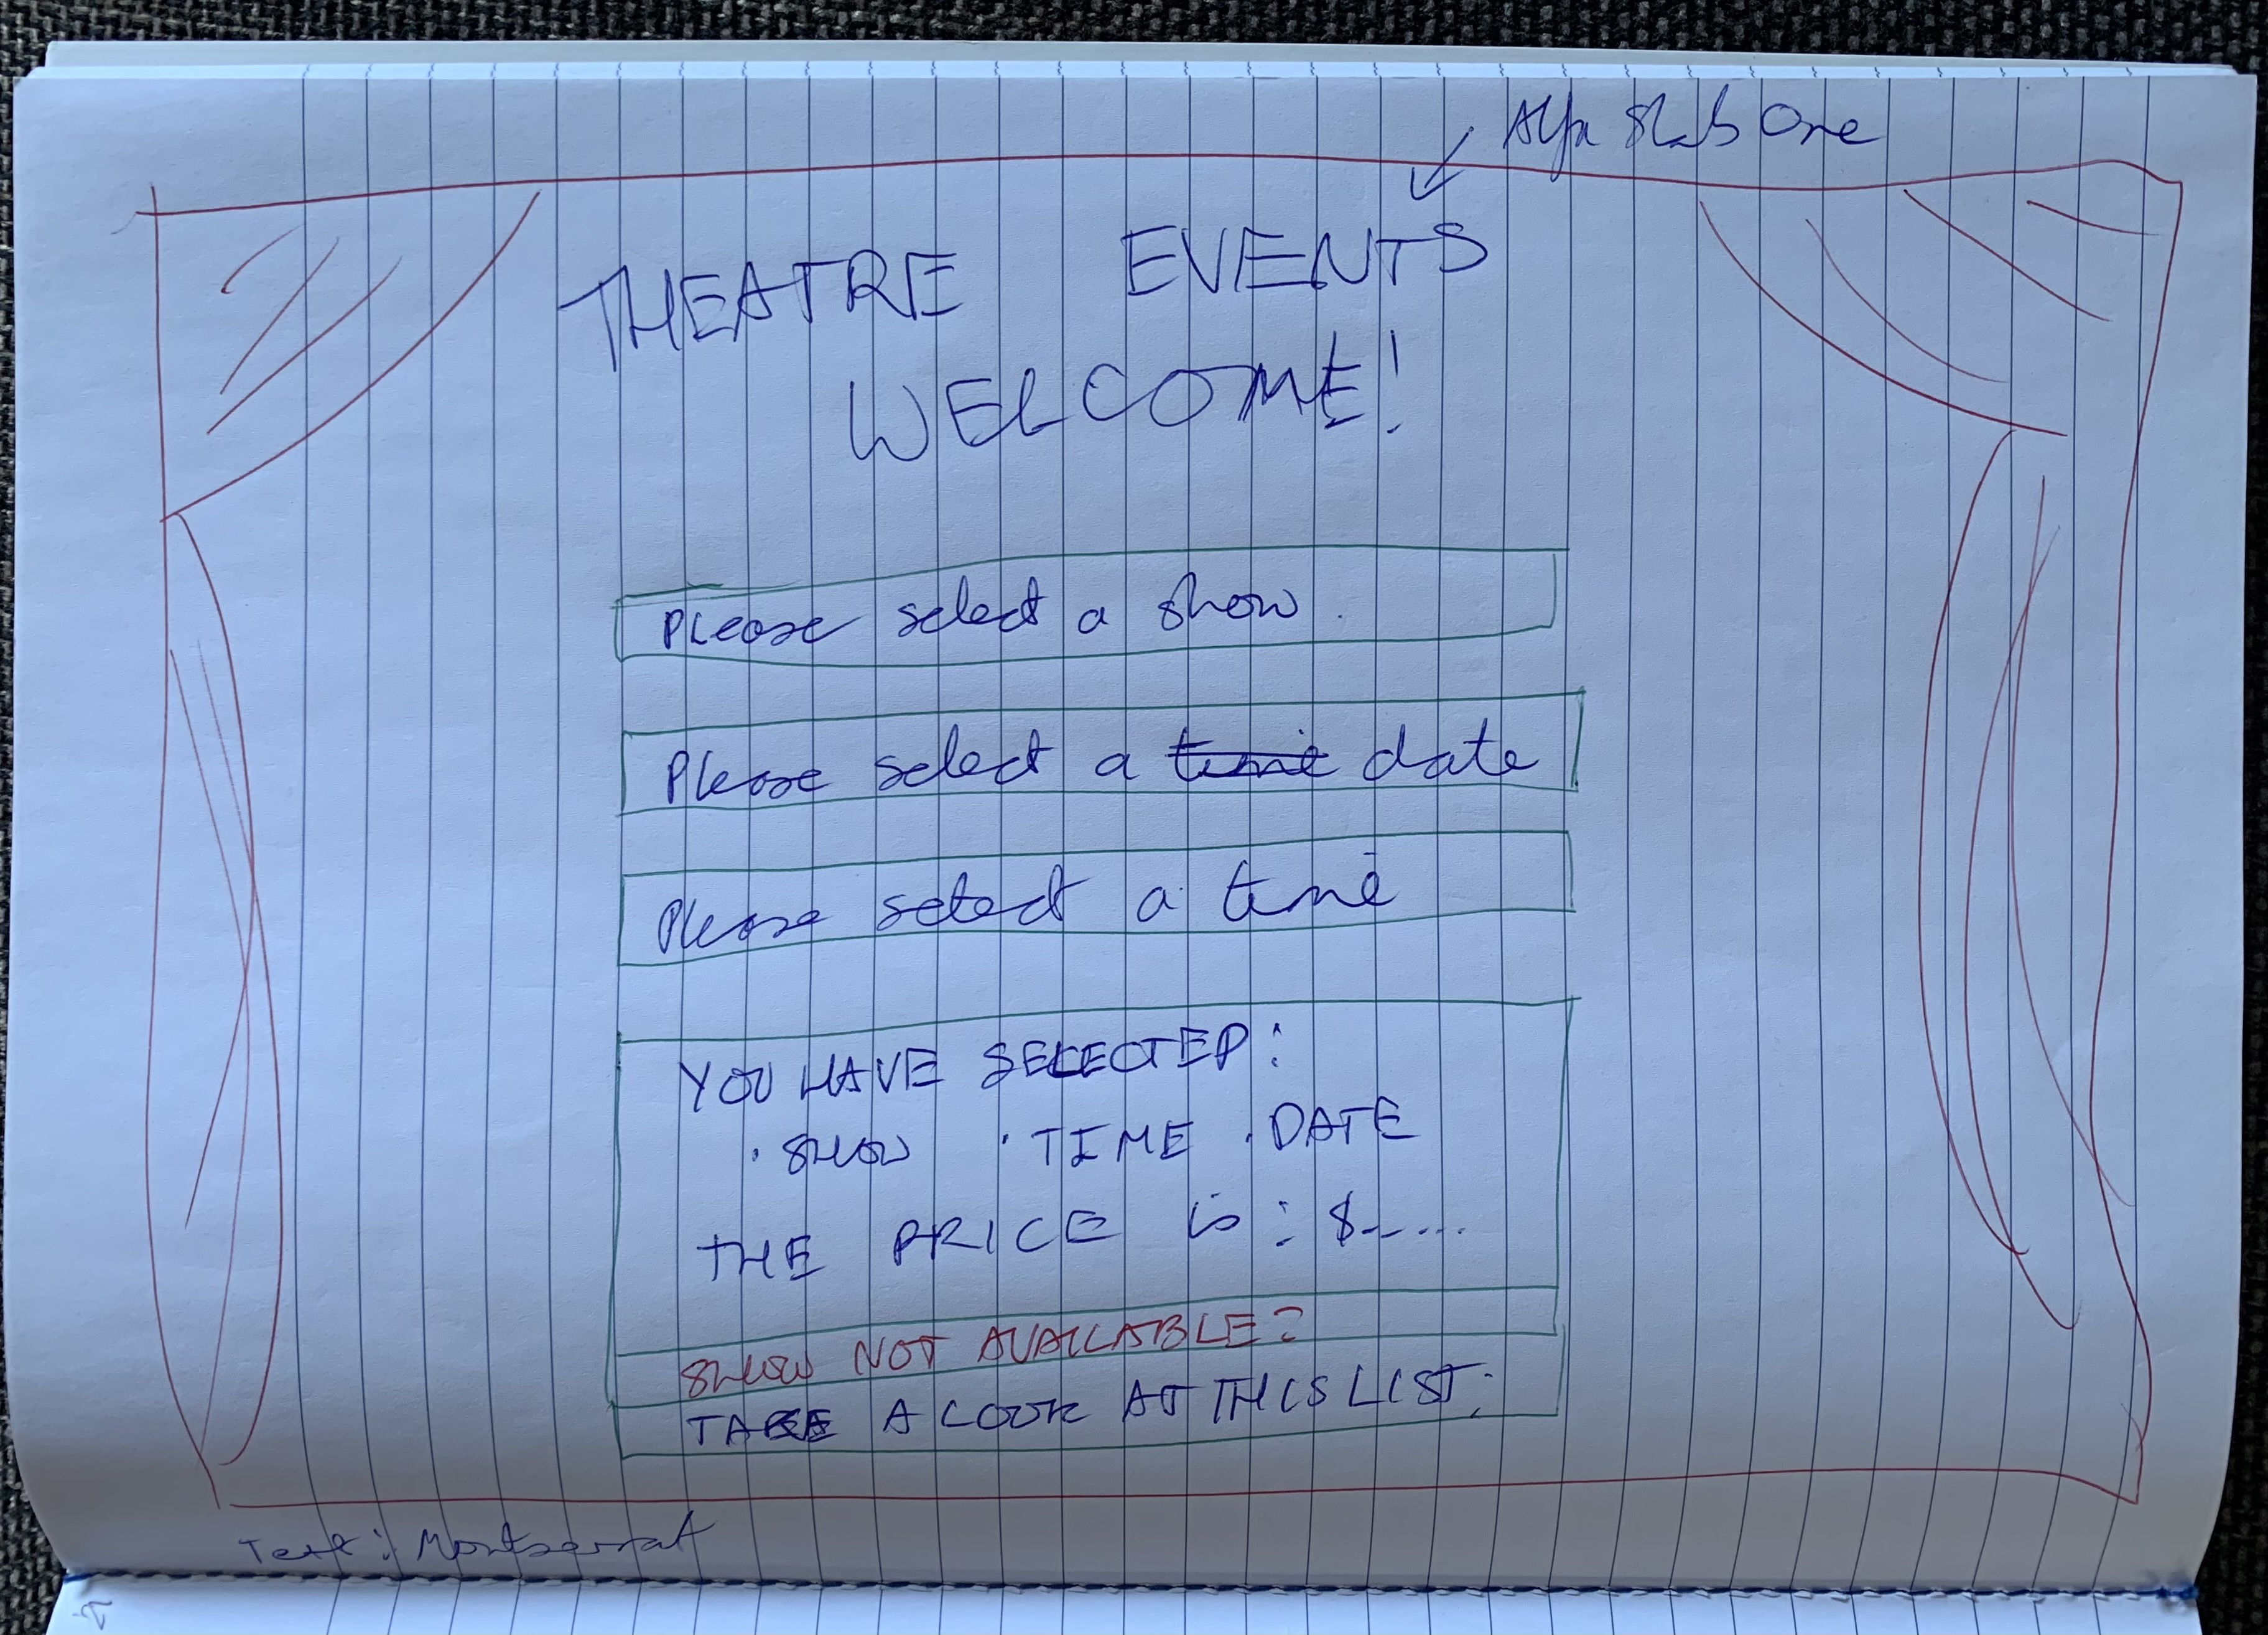 Alfa Slab One
THEATRE EVENTS
WELCOME!
Please select a show.
Please select a time date
Please select a time
YOU HAVE SELECTED:
· SHOW · TIME · DATE
THE PRICE is : $-----
SHOW NOT AVAILABLE?
TAKE A LOOK AT THIS LIST:
Text: Montserrat